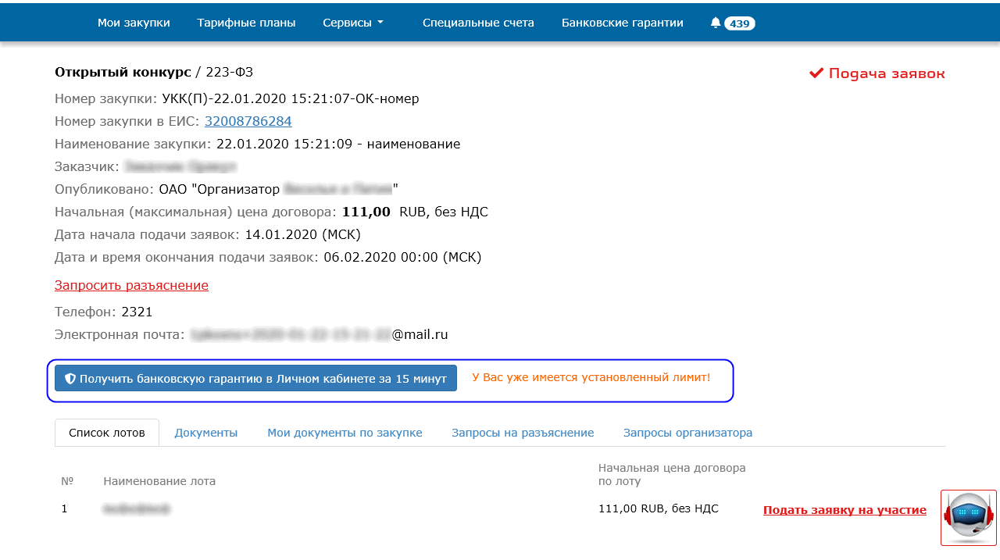 Мои закупки Тарифные планы Сервисы Специальные счета Банковские гарантии 439
Открытый конкурс / 223-ФЗ
Подача заявок
Номер закупки: УКК(П)-22.01.2020 15:21:07-ОК-номер
Номер закупки в ЕИС: 32008786284
Наименование закупки: 22.01.2020 15:21:09 - наименование
Заказчик:
Опубликовано: ОАО "Организатор "
Начальная (максимальная) цена договора: 111,00 RUB, без НДС
Дата начала подачи заявок: 14.01.2020 (МСК)
Дата и время окончания подачи заявок: 06.02.2020 00:00 (МСК)
Запросить разъяснение
Телефон: 2321
Электронная почта: @mail.ru
Получить банковскую гарантию в Личном кабинете за 15 минут У Вас уже имеется установленный лимит!
Список лотов Документы Мои документы по закупке Запросы на разъяснение Запросы организатора
№ Наименование лота Начальная цена договора
по лоту
1 111,00 RUB, без НДС Подать заявку на участие